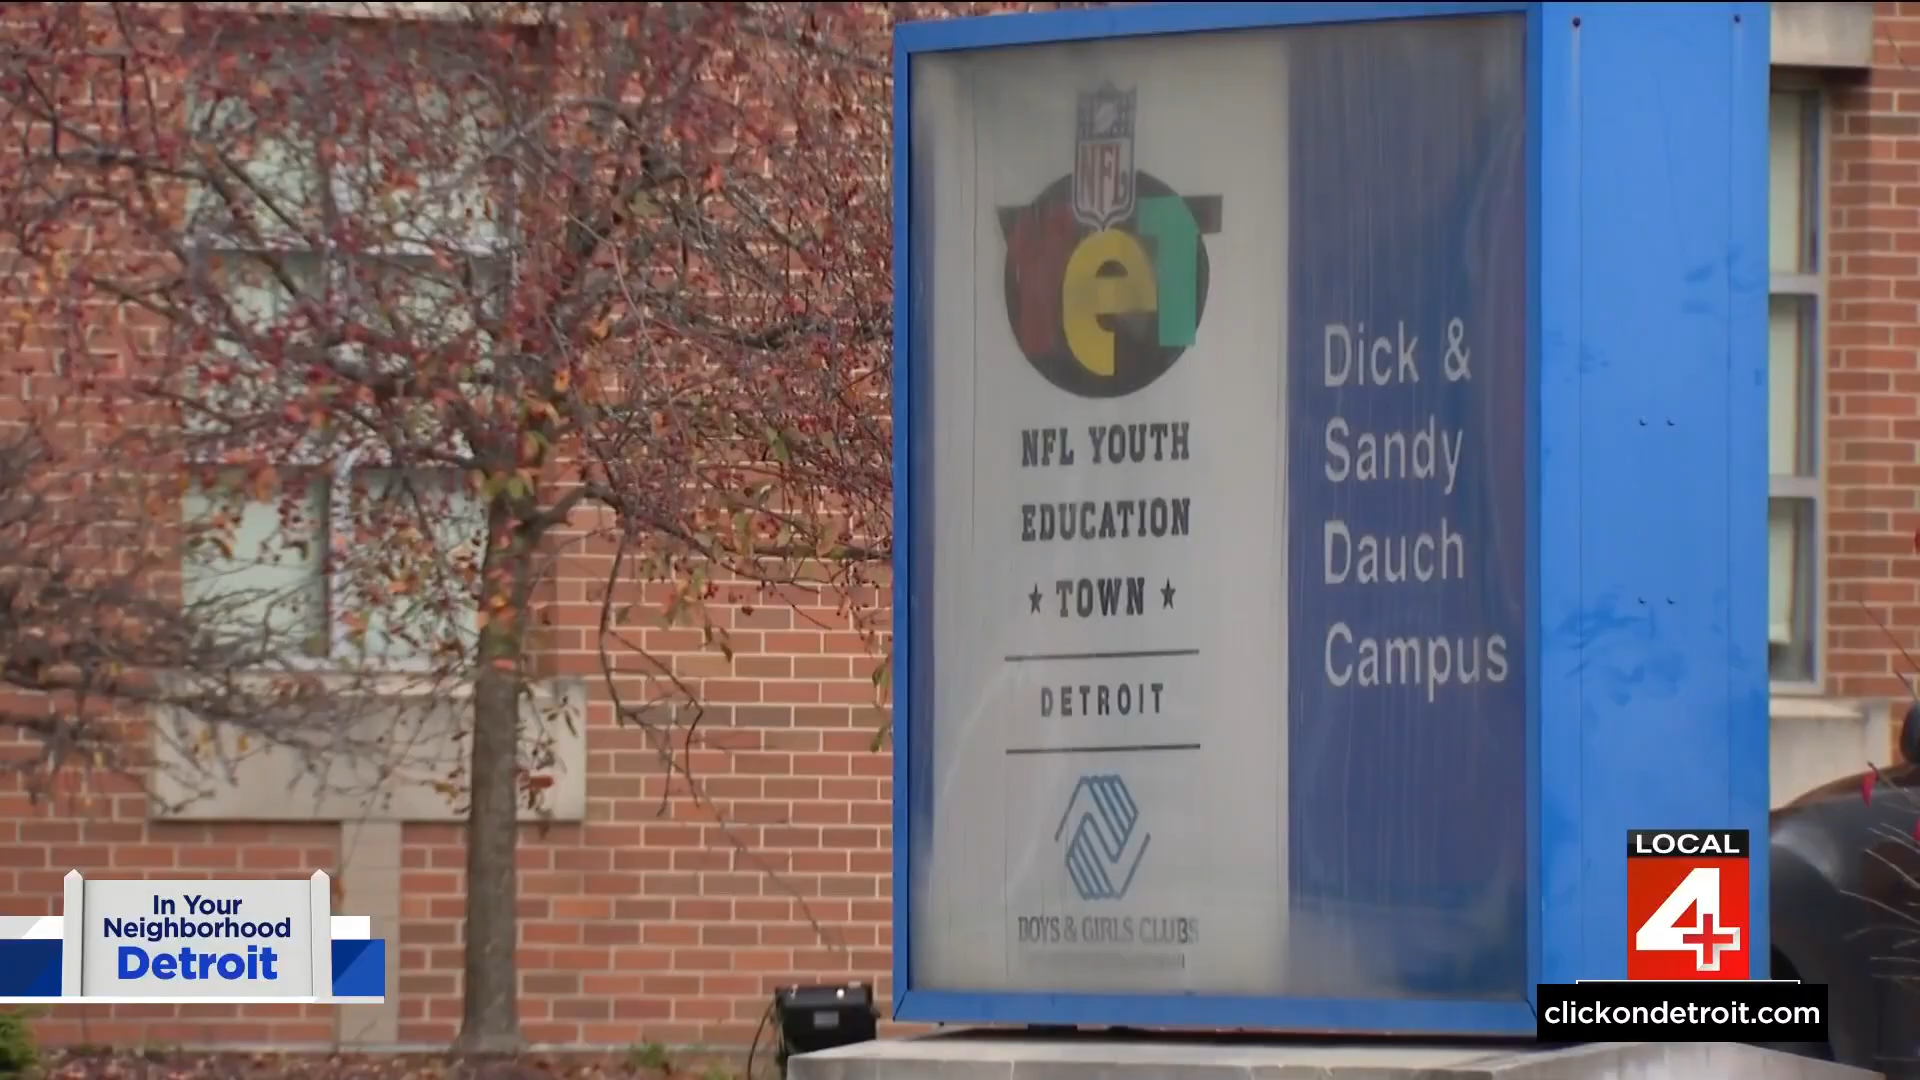 NFL
YET
NFL YOUTH
EDUCATION
★ TOWN ★
DETROIT
BOYS & GIRLS CLUBS
Dick &
Sandy
Dauch
Campus
In Your
Neighborhood
Detroit
LOCAL
4+
clickondetroit.com